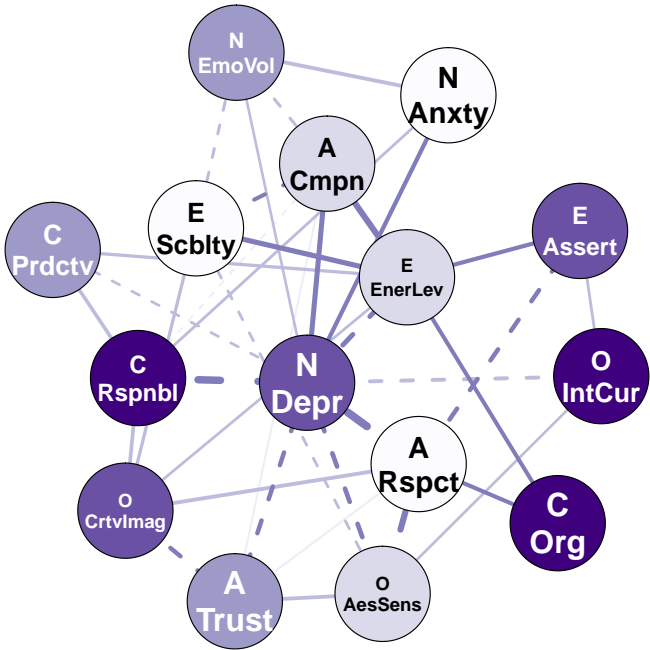 N
EmoVol
N
Anxty
A
Cmpn
E
Scblty
E
Assert
C
Prdctv
E
EnerLev
C
Rspnbl
N
Depr
O
IntCur
A
Rspct
O
CrtvImag
C
Org
A
Trust
O
AesSens